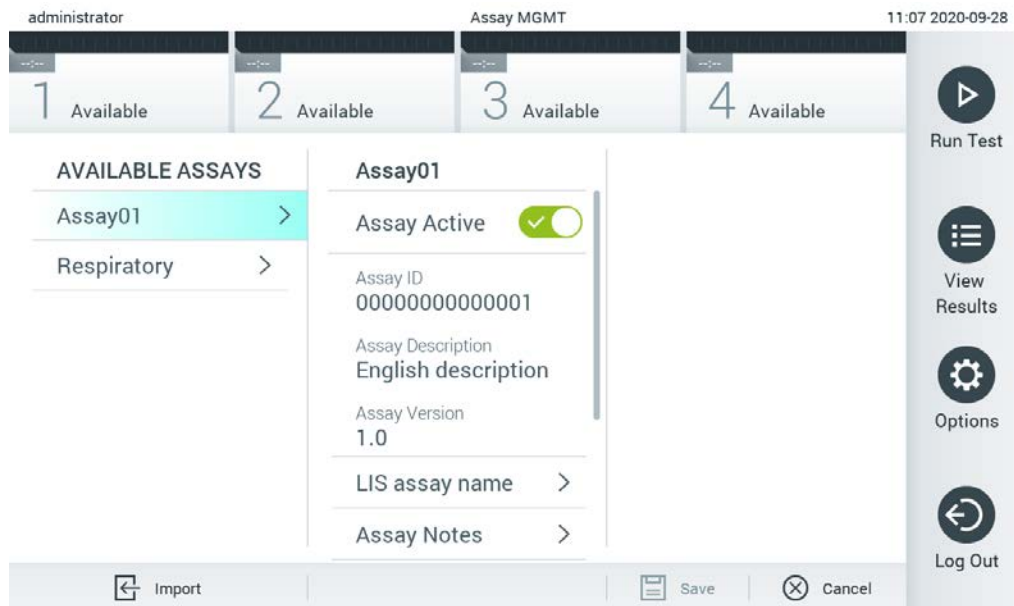 administrator
Assay MGMT
11:07 2020-09-28
--:--
1 Available
--:--
2 Available
--:--
3 Available
--:--
4 Available
AVAILABLE ASSAYS
Assay01
Respiratory
Assay01
Assay Active
Assay ID
00000000000001
Assay Description
English description
Assay Version
1.0
LIS assay name
Assay Notes
Run Test
View
Results
Options
Log Out
Import
Save
Cancel